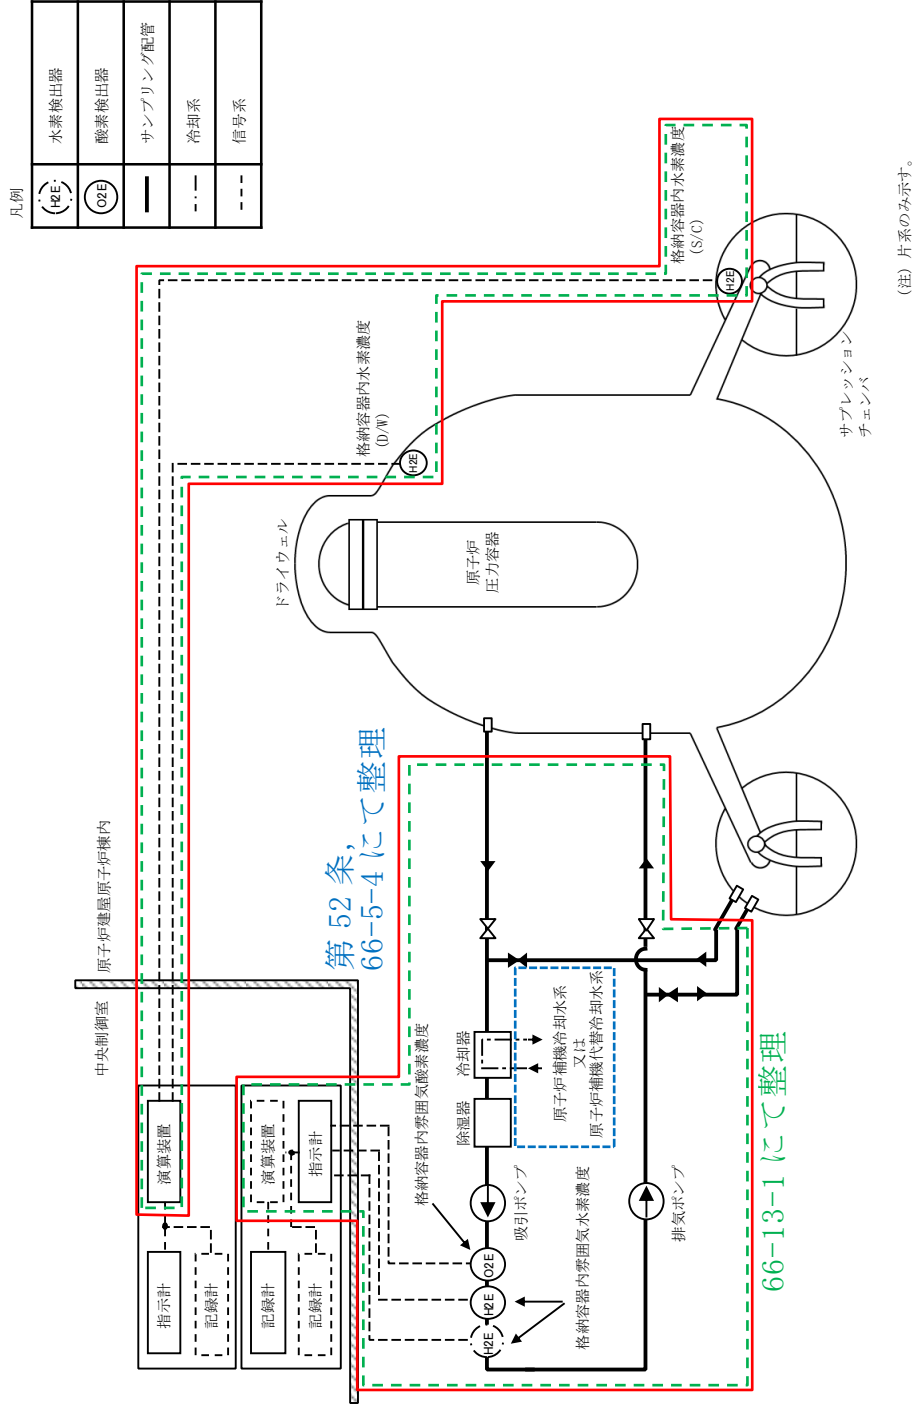 凡例
H2E 水素検出器
O2E 酸素検出器
サンプリング配管
冷却系
信号系
中央制御室
原子炉建屋原子炉棟内
指示計
記録計
演算装置
記録計
記録計
演算装置
指示計
格納容器内水素濃度
(D/W)
H2E
格納容器内水素濃度
(S/C)
H2E
ドライウェル
原子炉
圧力容器
サプレッション
チェンバ
第 52 条,
66-5-4 にて整理
格納容器内雰囲気酸素濃度
H2E
H2E
O2E
吸引ポンプ
除湿器
冷却器
原子炉補機冷却水系
又は
原子炉補機代替冷却水系
格納容器内雰囲気水素濃度
排気ポンプ
66-13-1 にて整理
(注) 片系のみ示す。